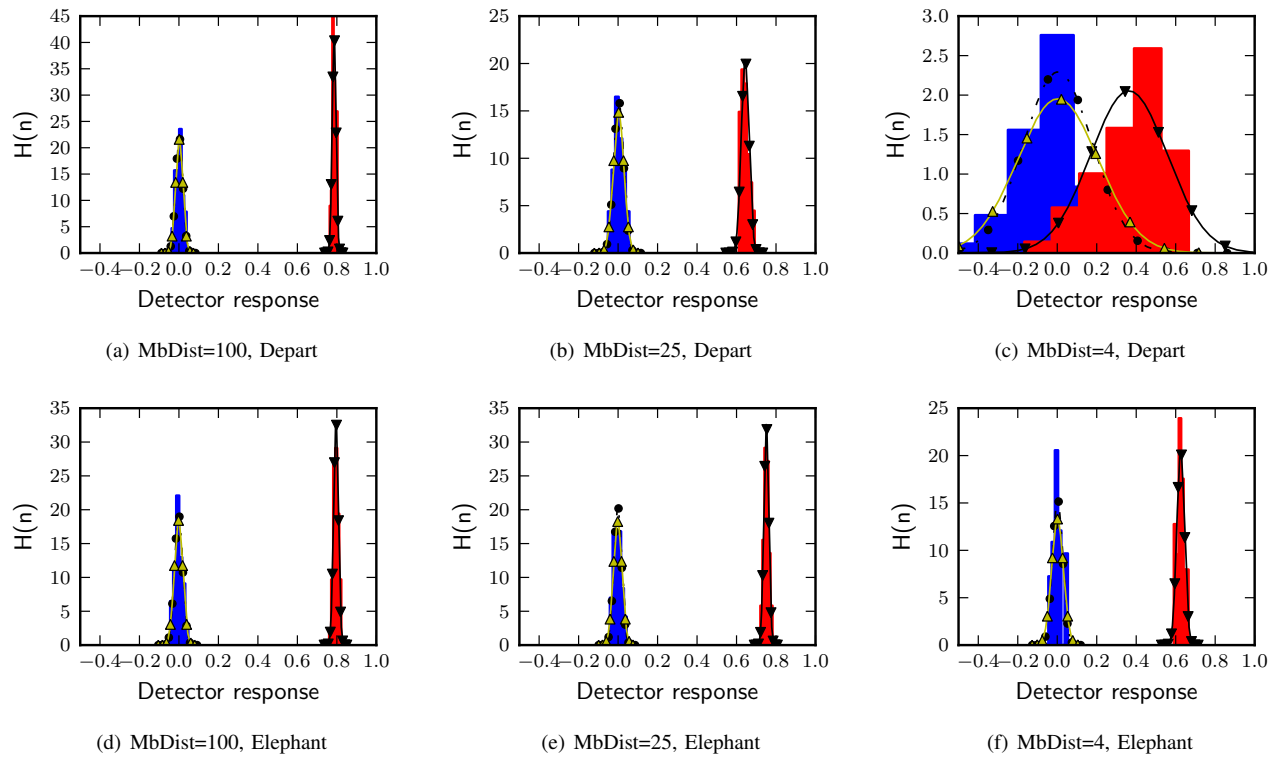 45
40
35
30
25
20
15
10
5
0
H(n)
−0.4 −0.2 0.0 0.2 0.4 0.6 0.8 1.0
Detector response
(a) MbDist=100, Depart
25
20
15
10
5
0
H(n)
−0.4 −0.2 0.0 0.2 0.4 0.6 0.8 1.0
Detector response
(b) MbDist=25, Depart
3.0
2.5
2.0
1.5
1.0
0.5
0.0
H(n)
−0.4 −0.2 0.0 0.2 0.4 0.6 0.8 1.0
Detector response
(c) MbDist=4, Depart
35
30
25
20
15
10
5
0
H(n)
−0.4 −0.2 0.0 0.2 0.4 0.6 0.8 1.0
Detector response
(d) MbDist=100, Elephant
35
30
25
20
15
10
5
0
H(n)
−0.4 −0.2 0.0 0.2 0.4 0.6 0.8 1.0
Detector response
(e) MbDist=25, Elephant
25
20
15
10
5
0
H(n)
−0.4 −0.2 0.0 0.2 0.4 0.6 0.8 1.0
Detector response
(f) MbDist=4, Elephant